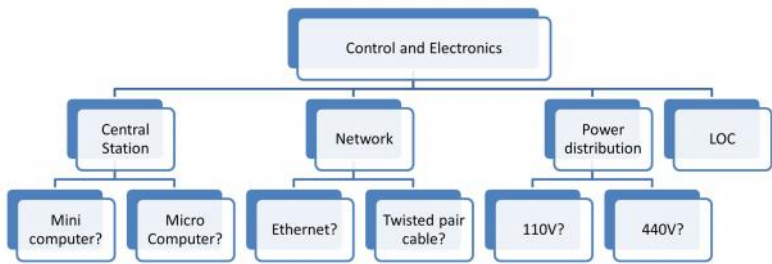 Control and Electronics
Central
Station
Network
Power
distribution
LOC
Mini
computer?
Micro
Computer?
Ethernet?
Twisted pair
cable?
110V?
440V?